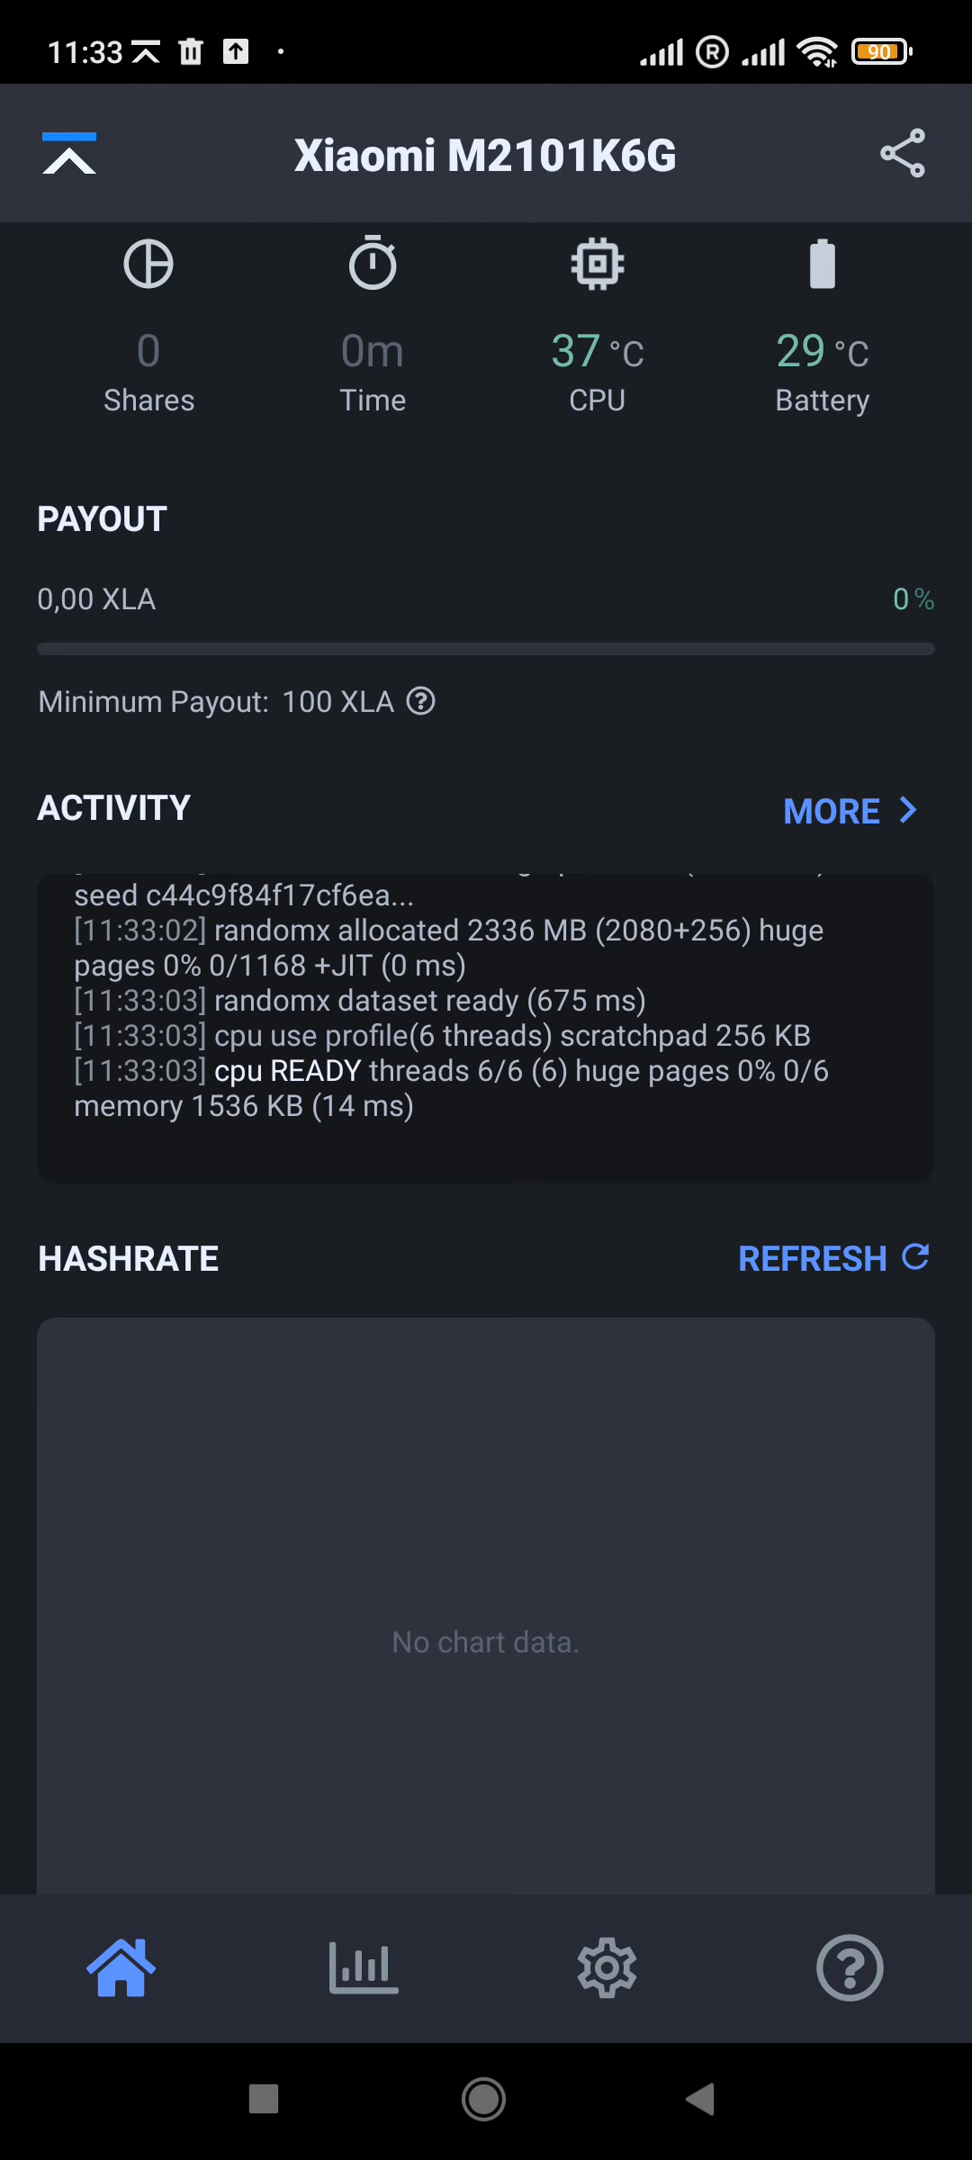 11:33
R
90
Xiaomi M2101K6G
0
0m
37 °C
29 °C
Shares
Time
CPU
Battery
PAYOUT
0,00 XLA
0%
Minimum Payout: 100 XLA ?
ACTIVITY
MORE
seed c44c9f84f17cf6ea...
[11:33:02] randomx allocated 2336 MB (2080+256) huge
pages 0% 0/1168 +JIT (0 ms)
[11:33:03] randomx dataset ready (675 ms)
[11:33:03] cpu use profile(6 threads) scratchpad 256 KB
[11:33:03] cpu READY threads 6/6 (6) huge pages 0% 0/6
memory 1536 KB (14 ms)
HASHRATE
REFRESH
No chart data.